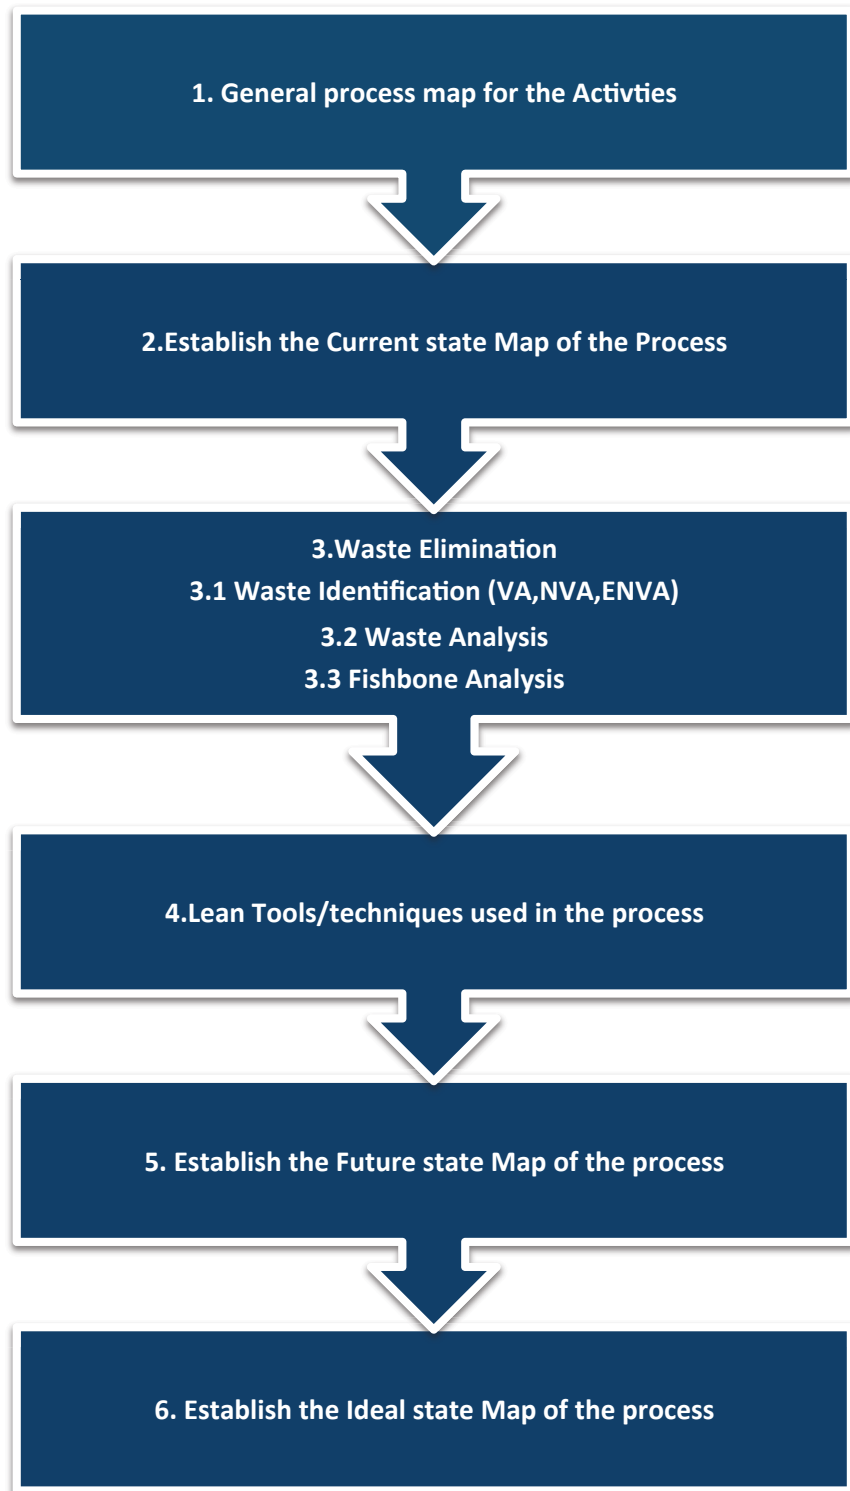 1. General process map for the Activties
2.Establish the Current state Map of the Process
3.Waste Elimination
3.1 Waste Identification (VA,NVA,ENVA)
3.2 Waste Analysis
3.3 Fishbone Analysis
4.Lean Tools/techniques used in the process
5. Establish the Future state Map of the process
6. Establish the Ideal state Map of the process